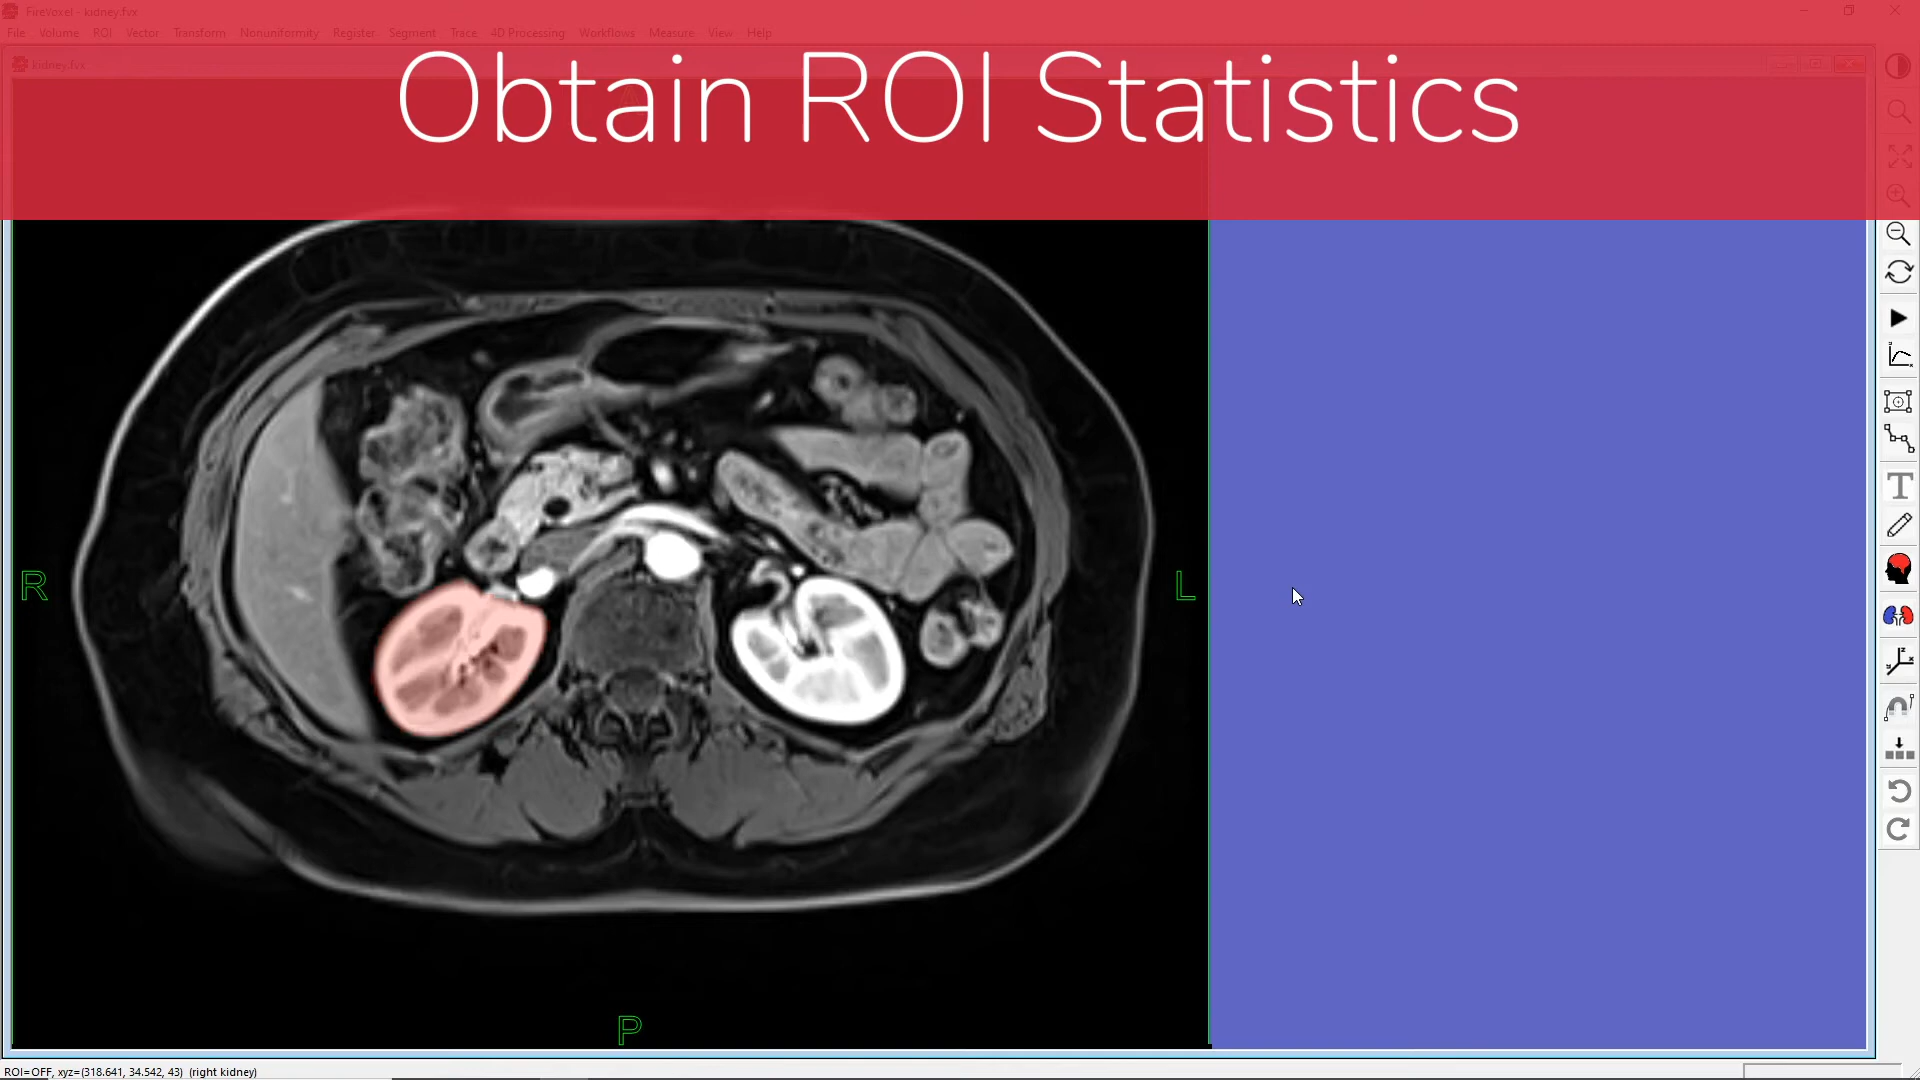 FireVoxel - kidney.fvx
File Volume ROI Vector Transform Nonuniformity Register Segment Trace 4D Processing Workflows Measure View Help
kidney.fvx
Obtain ROI Statistics
R
L
T
P
ROI=OFF, xyz=(318.641, 34.542, 43) (right kidney)